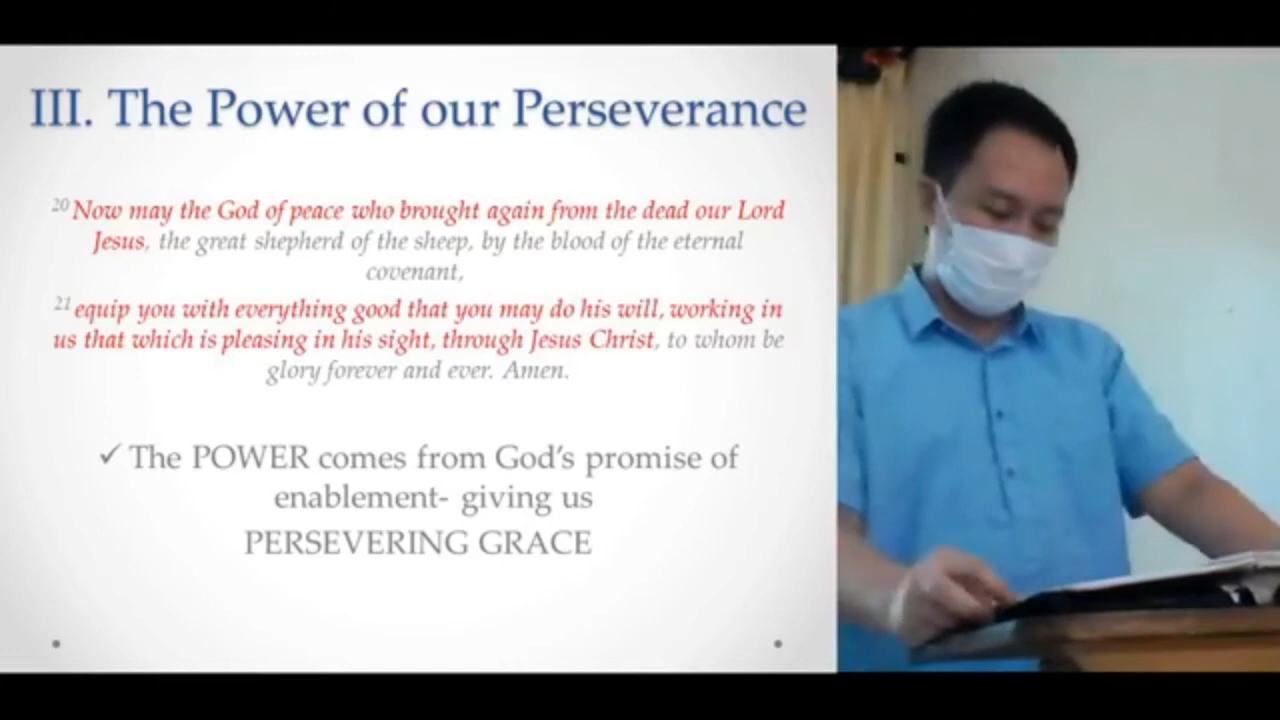 III. The Power of our Perseverance
20 Now may the God of peace who brought again from the dead our Lord
Jesus, the great shepherd of the sheep, by the blood of the eternal
covenant,
21 equip you with everything good that you may do his will, working in
us that which is pleasing in his sight, through Jesus Christ, to whom be
glory forever and ever. Amen.
✓ The POWER comes from God's promise of
enablement- giving us
PERSEVERING GRACE